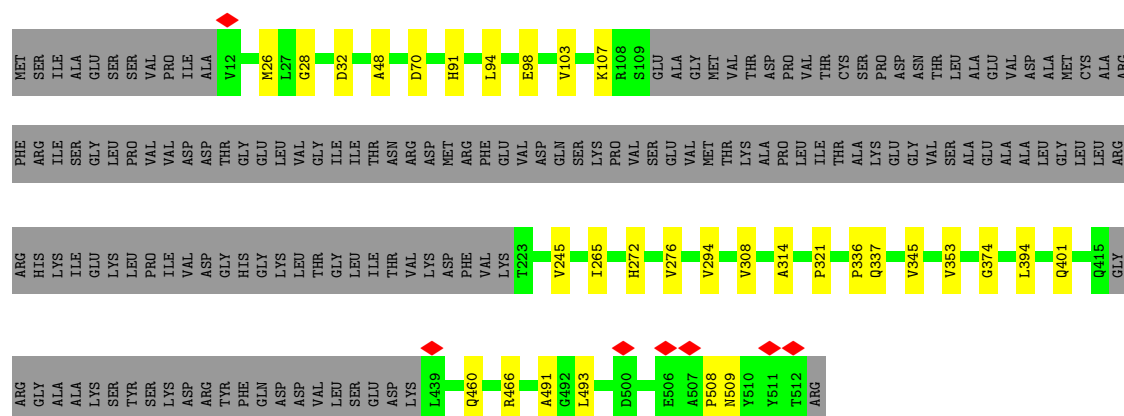 MET SER ILE ALA GLU SER SER VAL PRO ILE ALA V12 M26 L27 G28 D32 A48 D70 H91 L94 E98 V103 K107 R108 S109 GLU ALA GLY MET VAL THR ASP PRO VAL THR CYS SER PRO ASP ASN THR LEU ALA GLU VAL ASP ALA MET CYS ALA ARG
PHE ARG ILE SER GLY LEU PRO VAL VAL ASP ASP THR GLY GLU LEU VAL GLY ILE ILE THR ASN ARG ASP MET ARG PHE GLU VAL ASP GLN SER LYS PRO VAL SER GLU VAL MET THR LYS ALA PRO LEU ILE THR ALA LYS GLU GLY VAL SER ALA GLU ALA ALA LEU GLY LEU LEU ARG
ARG HIS LYS ILE GLU LYS LEU PRO ILE VAL ASP GLY HIS GLY LYS LEU THR GLY LEU ILE THR VAL LYS ASP PHE VAL LYS T223 V245 I265 H272 V276 V294 V308 A314 P321 P336 Q337 V345 V353 G374 L394 Q401 Q415 GLY
ARG GLY ALA ALA LYS SER TYR SER LYS ASP ARG TYR PHE GLN ASP ASP VAL LEU SER GLU ASP LYS L439 Q460 R466 A491 G492 L493 D500 E506 A507 P508 N509 Y510 Y511 T512 ARG